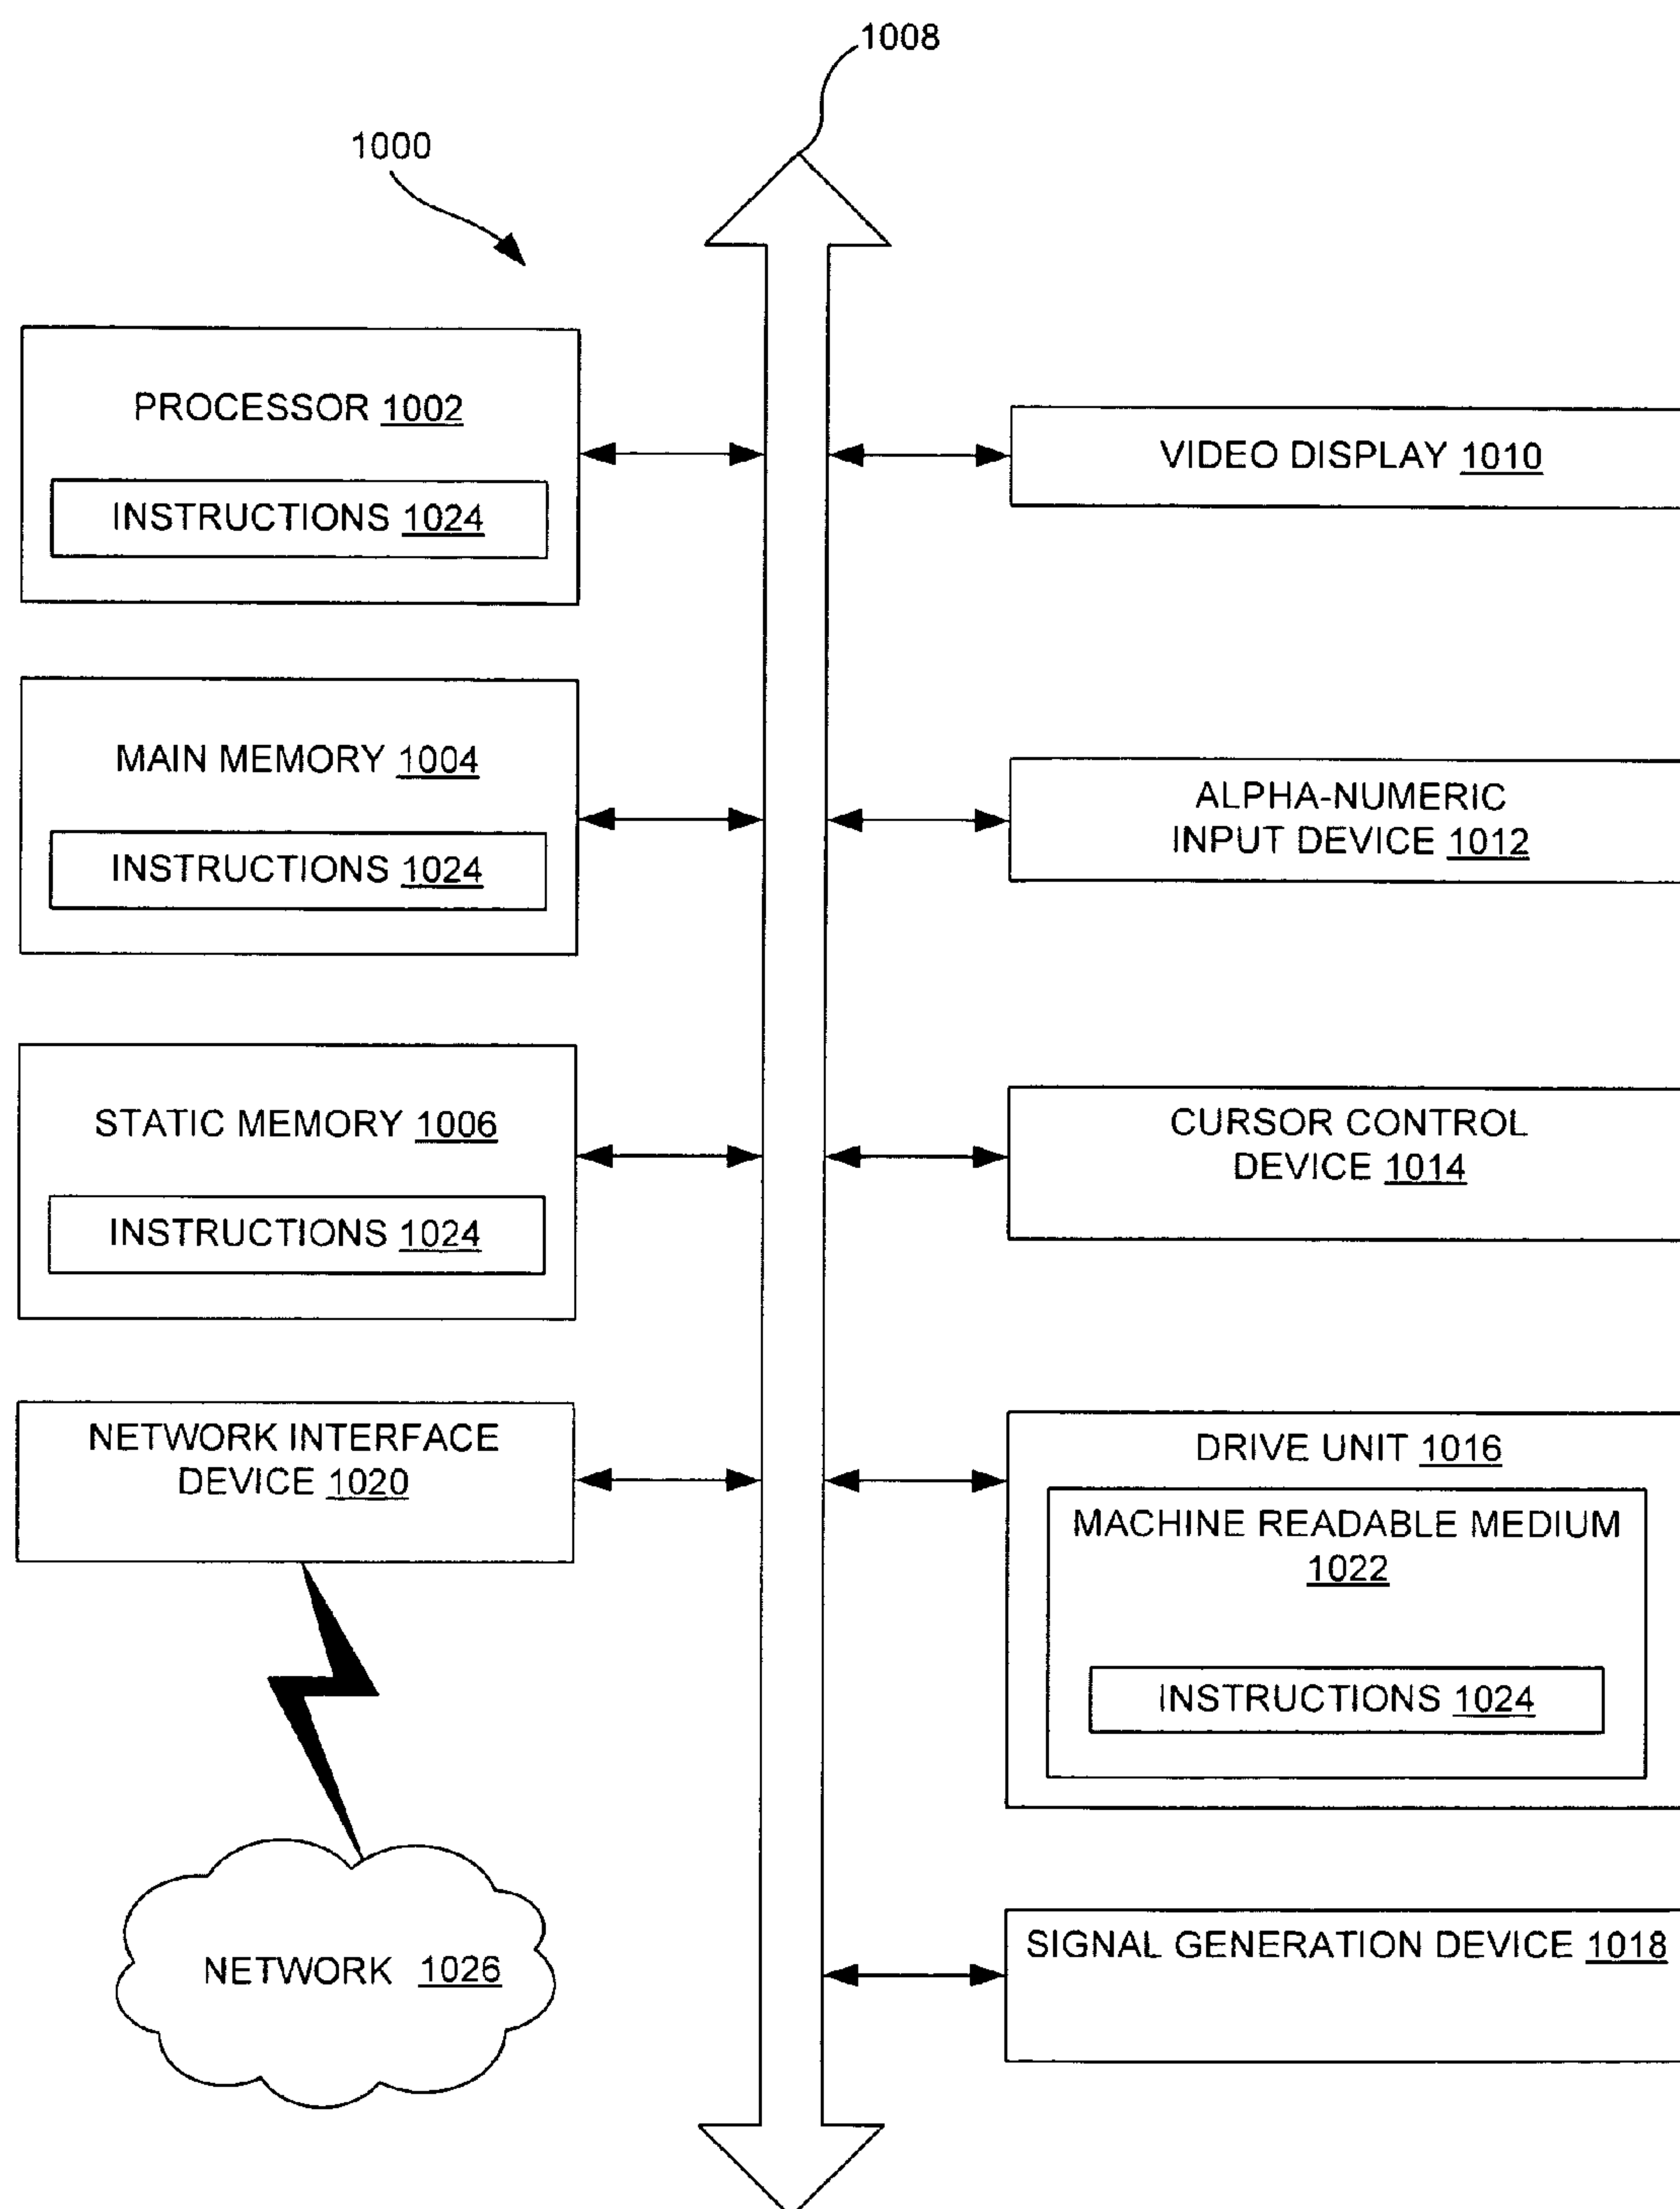 1008
1000
PROCESSOR 1002
INSTRUCTIONS 1024
MAIN MEMORY 1004
INSTRUCTIONS 1024
STATIC MEMORY 1006
INSTRUCTIONS 1024
NETWORK INTERFACE
DEVICE 1020
NETWORK 1026
VIDEO DISPLAY 1010
ALPHA-NUMERIC
INPUT DEVICE 1012
CURSOR CONTROL
DEVICE 1014
DRIVE UNIT 1016
MACHINE READABLE MEDIUM
1022
INSTRUCTIONS 1024
SIGNAL GENERATION DEVICE 1018